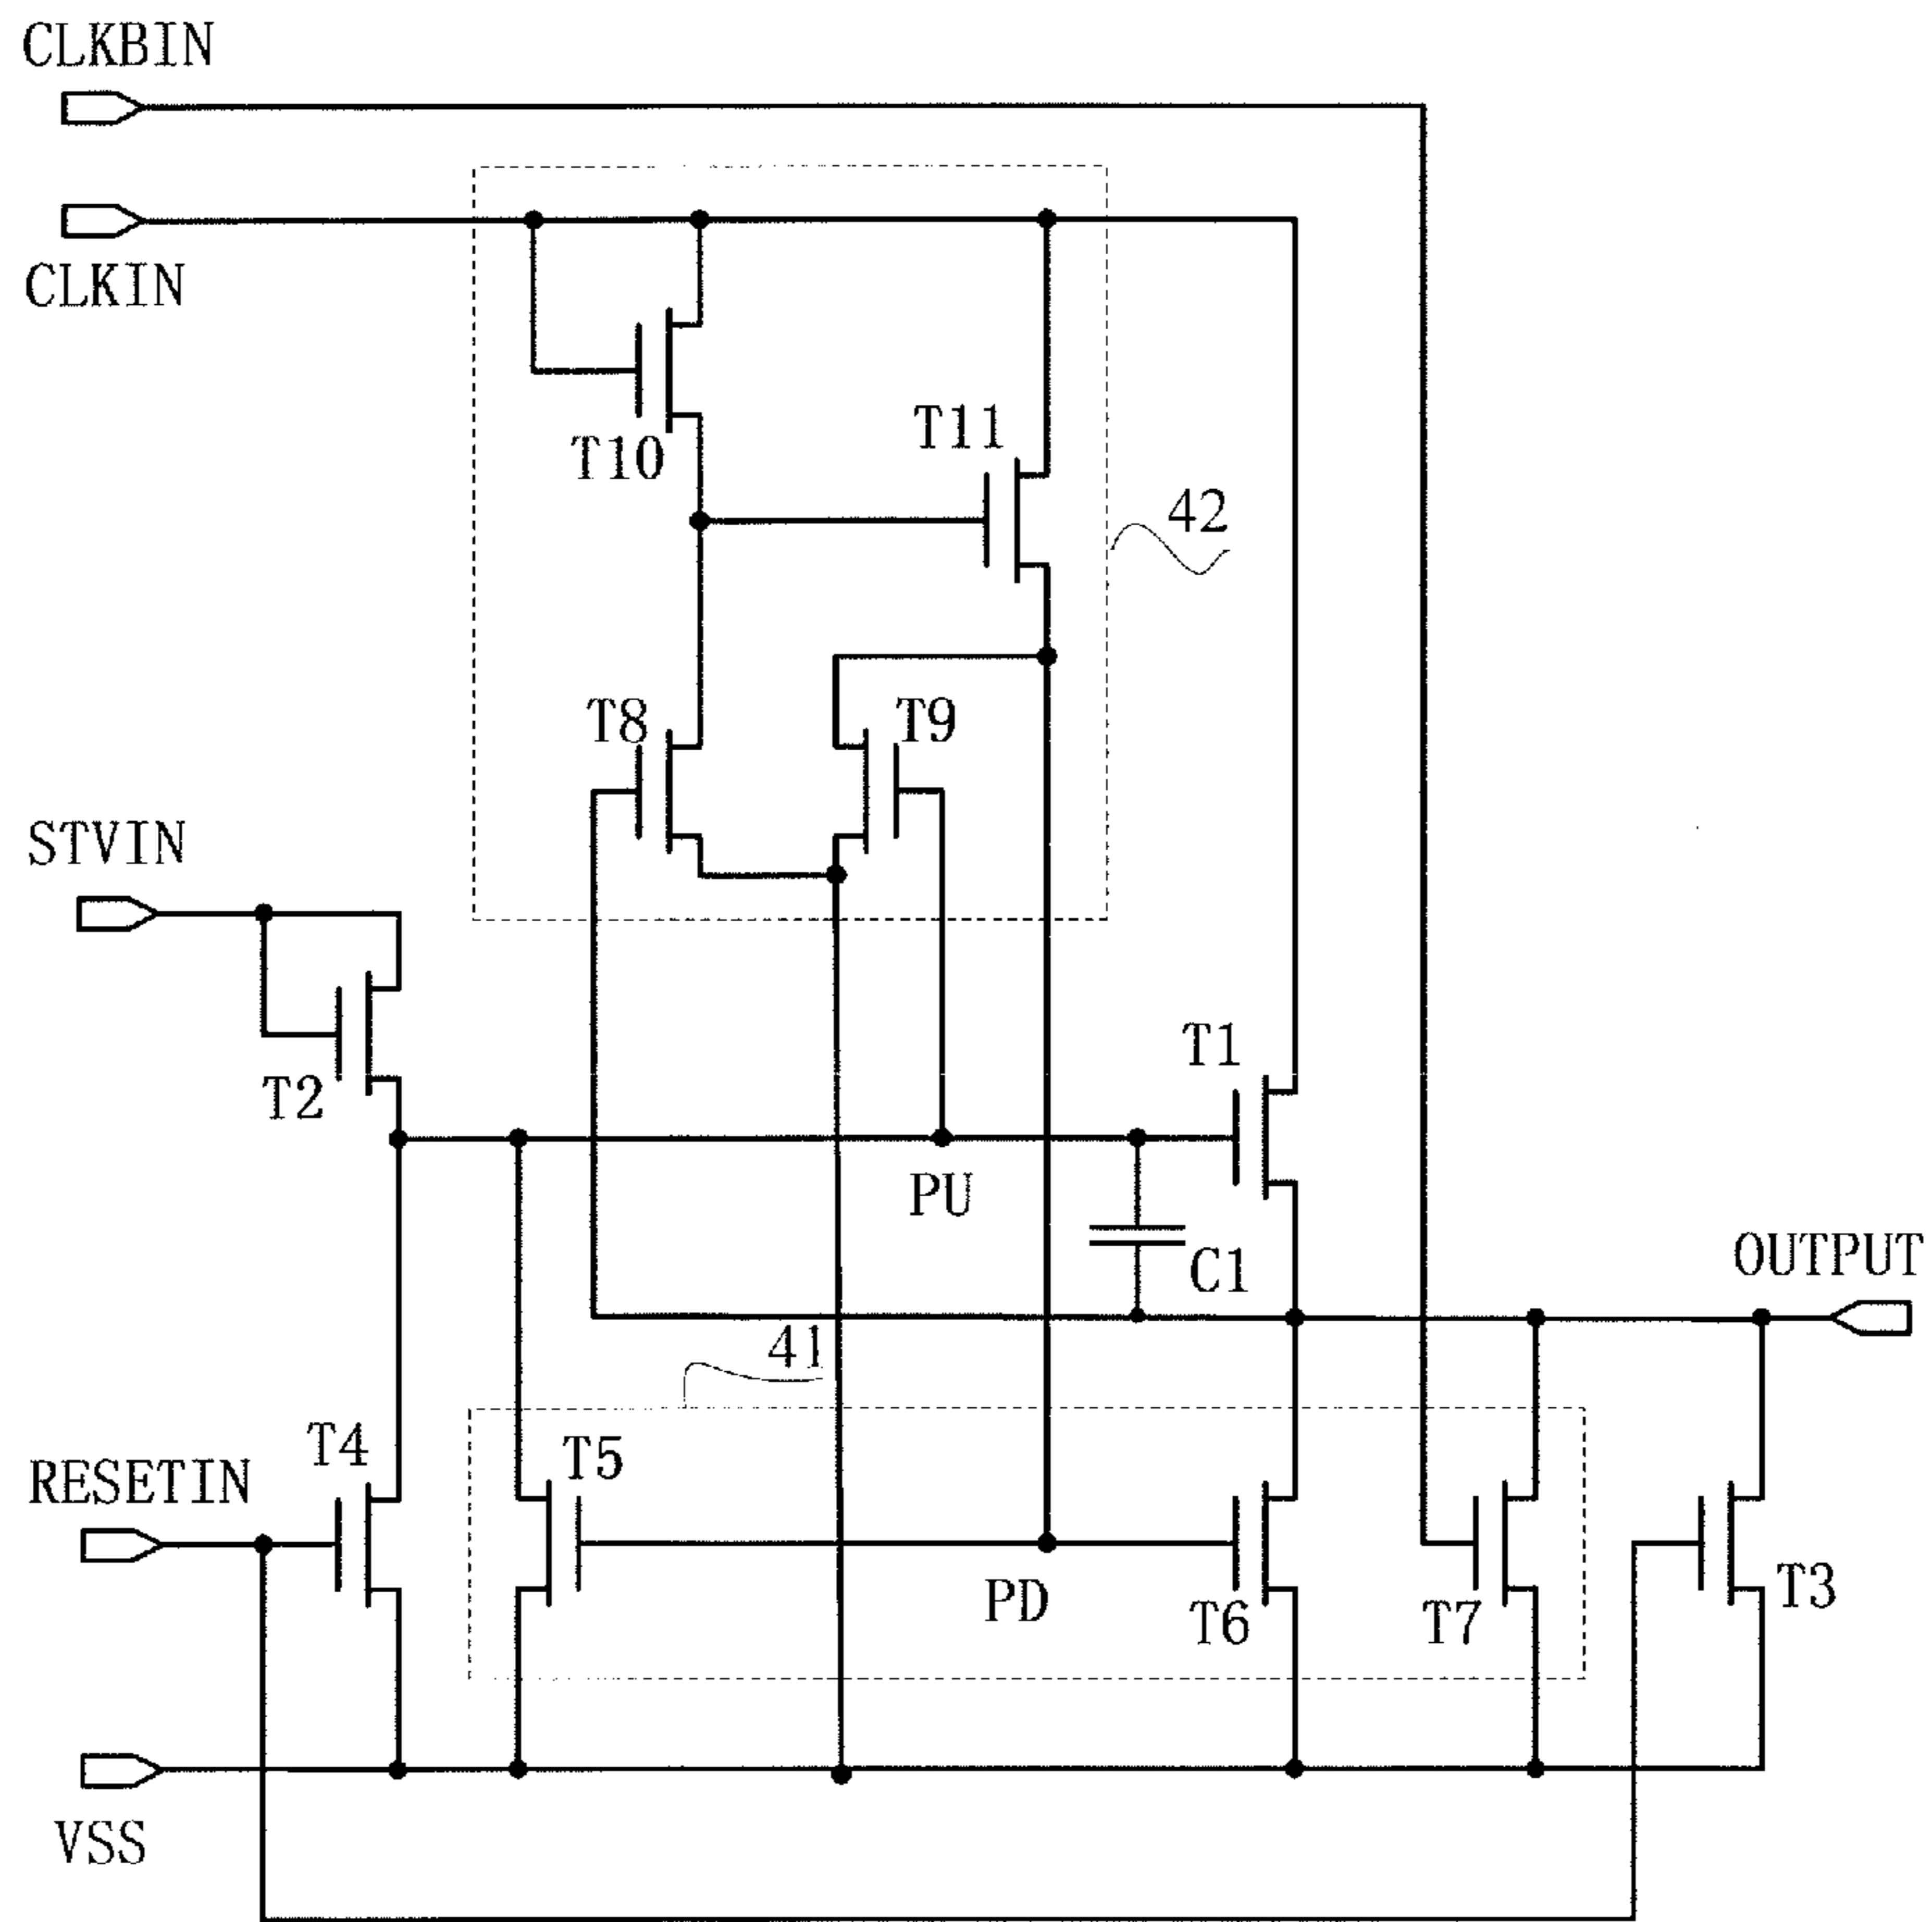 CLKBIN
CLKIN
T10
T11
42
T8
T9
STVIN
T2
T1
PU
C1
OUTPUT
41
T4
T5
RESETIN
PD
T6
T7
T3
VSS